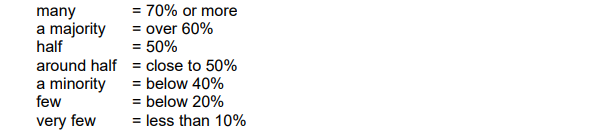 many = 70% or more
a majority = over 60%
half = 50%
around half = close to 50%
a minority = below 40%
few = below 20%
very few = less than 10%